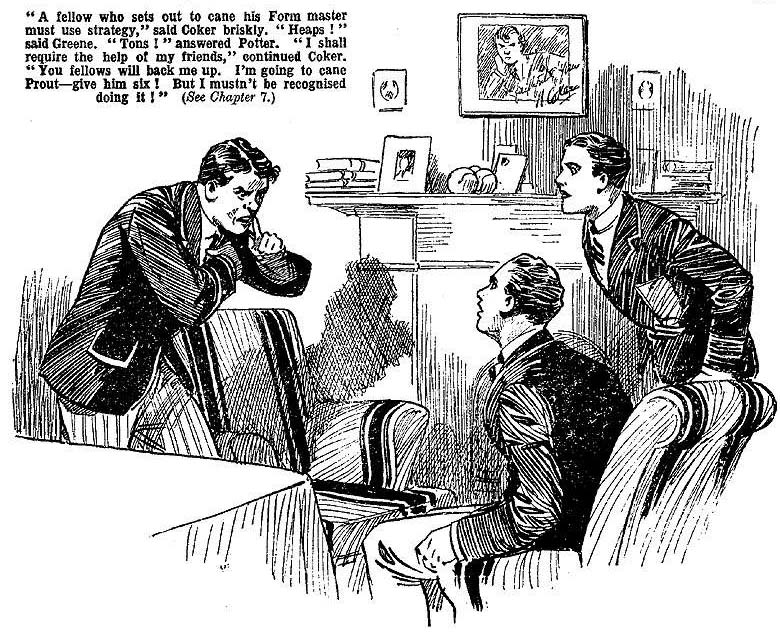 “A fellow who sets out to cane his Form master
must use strategy,” said Coker briskly. “Heaps!”
said Greene. “Tons!” answered Potter. “I shall
require the help of my friends,” continued Coker.
“You fellows will back me up. I’m going to cane
Prout—give him six! But I mustn’t be recognised
doing it!” (See Chapter 7.)